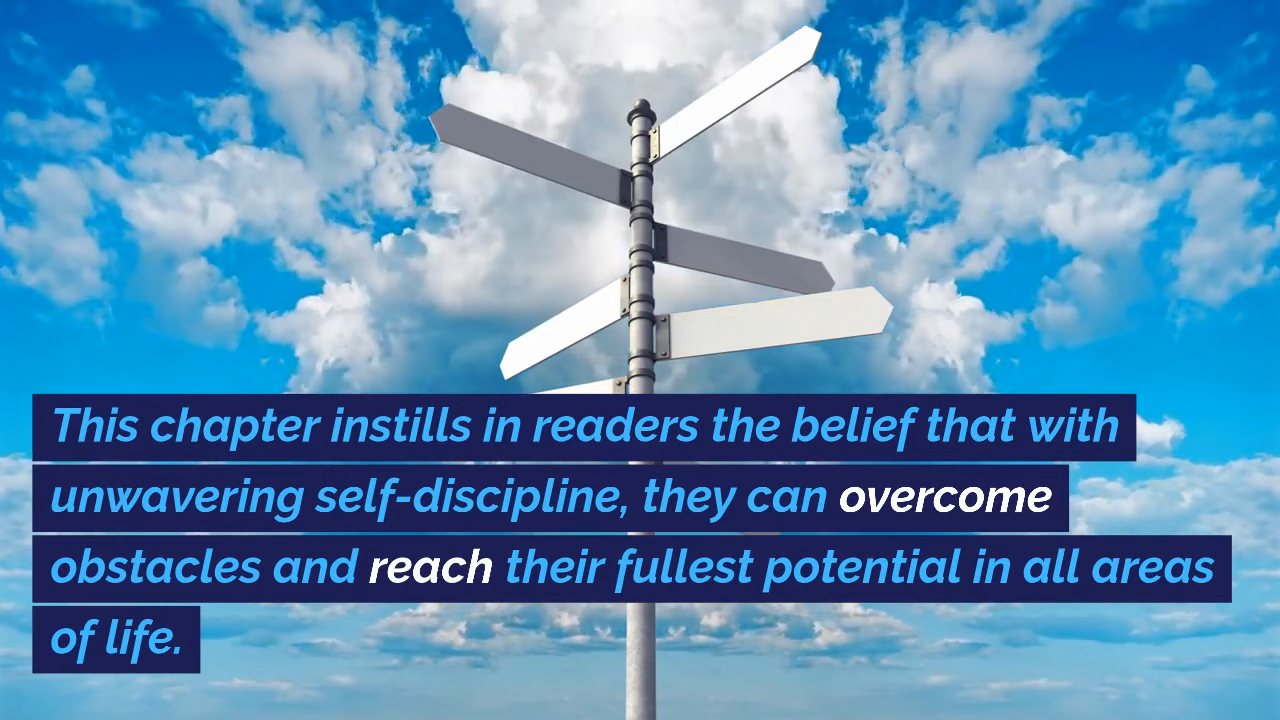 This chapter instills in readers the belief that with
unwavering self-discipline, they can overcome
obstacles and reach their fullest potential in all areas
of life.